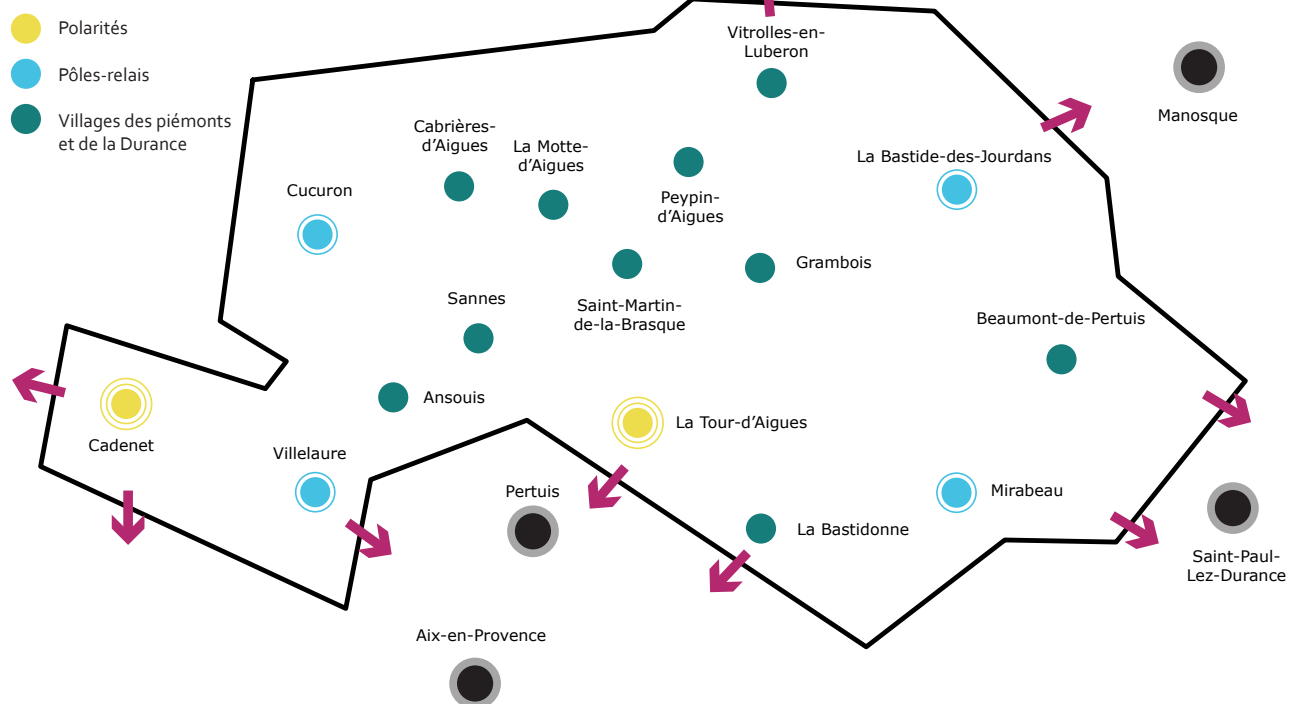 Polarités
Pôles-relais
Villages des piémonts
et de la Durance
Vitrolles-en-
Luberon
Manosque
Cabrières-
d'Aigues
La Motte-
d'Aigues
La Bastide-des-Jourdans
Cucuron
Peypin-
d'Aigues
Grambois
Sannes
Saint-Martin-
de-la-Brasque
Beaumont-de-Pertuis
Ansouis
La Tour-d'Aigues
Cadenet
Villelaure
Pertuis
Mirabeau
La Bastidonne
Saint-Paul-
Lez-Durance
Aix-en-Provence